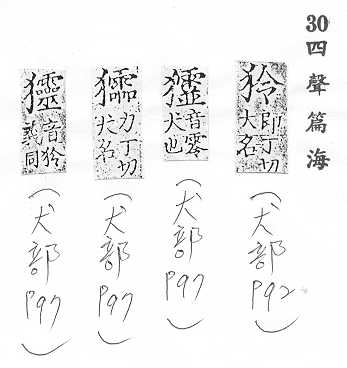 30 四聲篇海
狑 郎丁切 犬名
(犬部 P92)
音零 犬也
(犬部 P97)
力丁切 犬名
(犬部 P97)
音狑 義同
(犬部 P97)